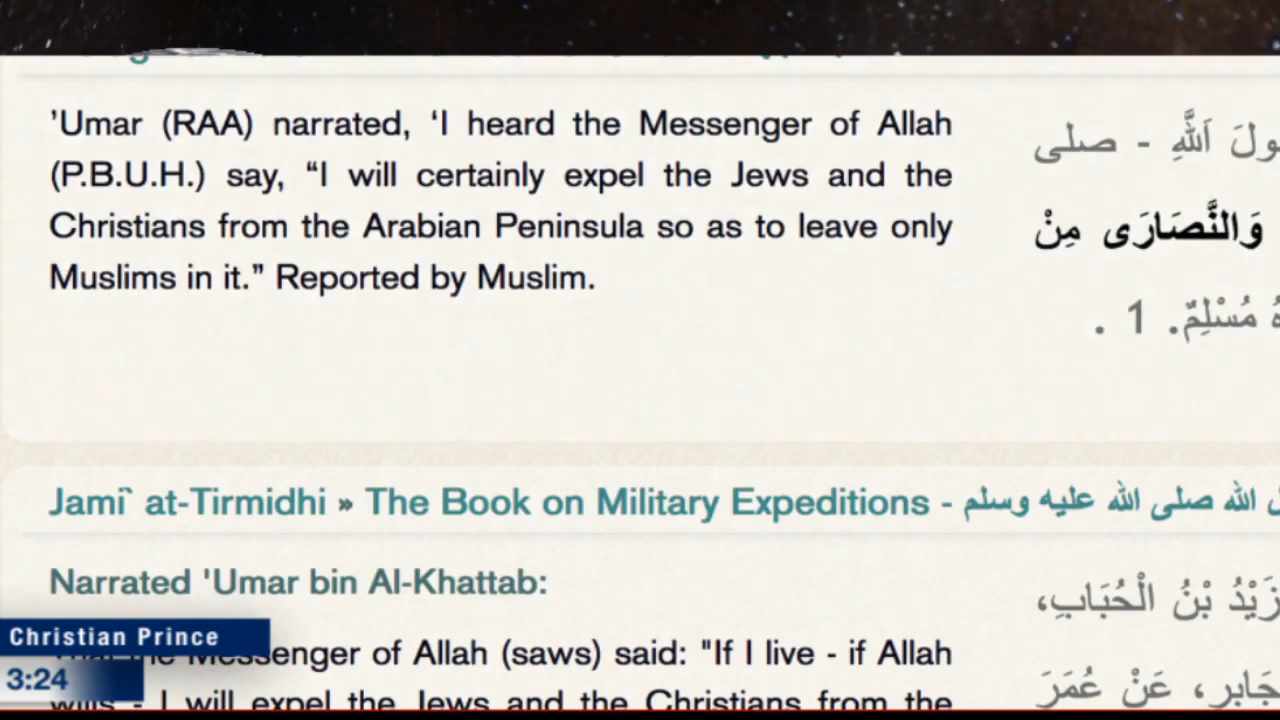 'Umar (RAA) narrated, ‘I heard the Messenger of Allah
(P.B.U.H.) say, “I will certainly expel the Jews and the
Christians from the Arabian Peninsula so as to leave only
Muslims in it.” Reported by Muslim.
ولَ اَللَّهِ - صلى
وَالنَّصَارَى مِنْ
هُ مُسْلِمٌ. 1 .
Jami` at-Tirmidhi » The Book on Military Expeditions - ل الله صلى الله عليه وسلم
Narrated 'Umar bin Al-Khattab:
the Messenger of Allah (saws) said: "If I live - if Allah
wills - I will expel the Jews and the Christians from the
زَيْدُ بْنُ الْحُبَابِ،
جَابِرٍ، عَنْ عُمَرَ
Christian Prince
3:24